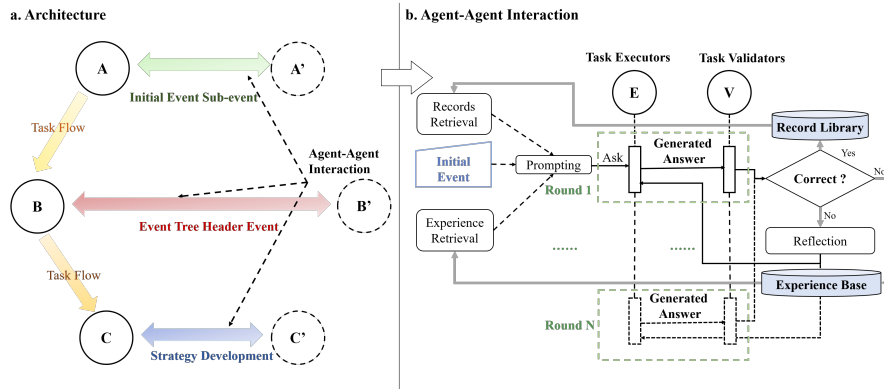 a. Architecture
A
A'
Initial Event Sub-event
Task Flow
Agent-Agent
Interaction
B
B'
Event Tree Header Event
Task Flow
C
C'
Strategy Development
b. Agent-Agent Interaction
Task Executors
Task Validators
E
V
Records
Retrieval
Record Library
Initial
Event
Prompting
Ask
Generated
Answer
Round 1
Yes
Correct ?
No
No
Experience
Retrieval
Reflection
......
......
Experience Base
Generated
Answer
Round N